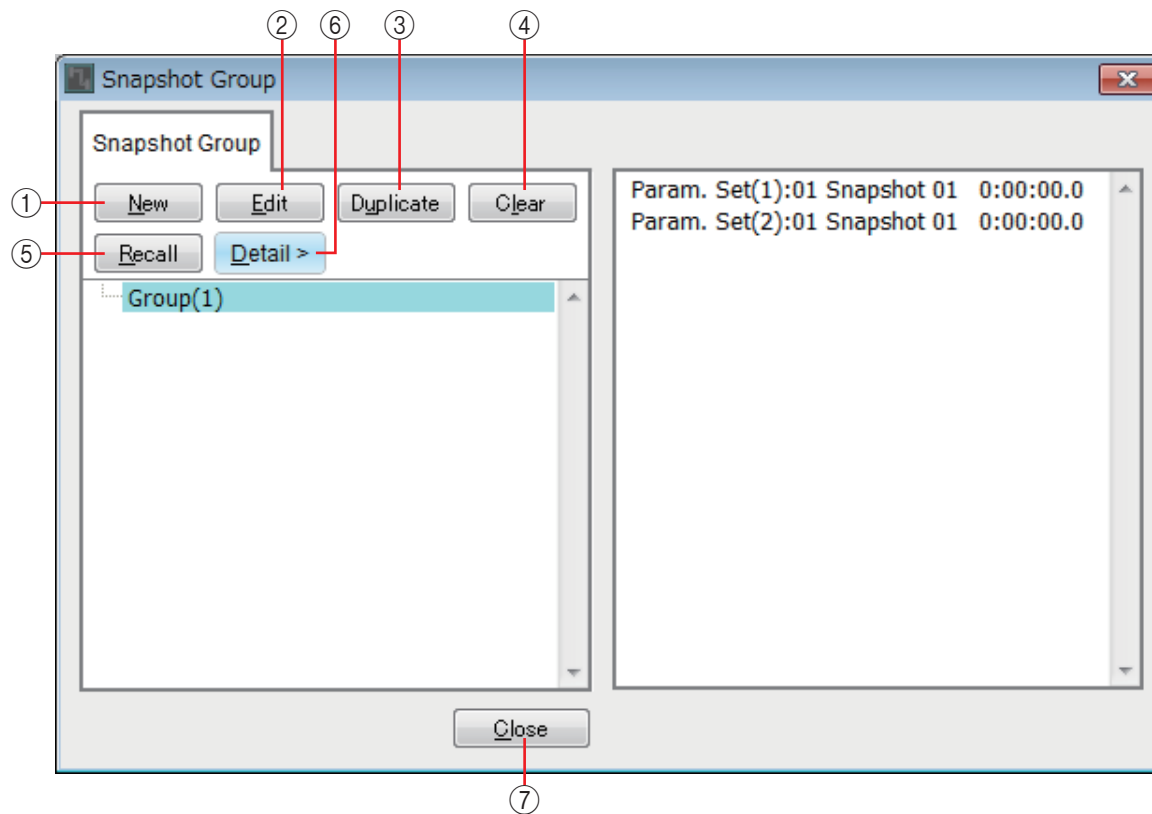 ② ⑥ ③ ④
Snapshot Group
Snapshot Group
① New Edit Duplicate Clear
⑤ Recall Detail >
Group(1)
Param. Set(1):01 Snapshot 01 0:00:00.0
Param. Set(2):01 Snapshot 01 0:00:00.0
Close
⑦